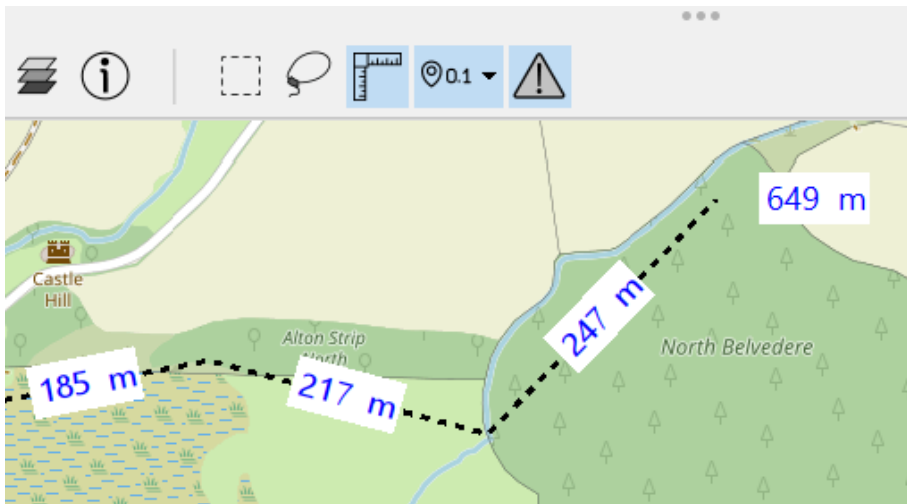 0.1
649 m
Castle
Hill
247 m
Alton Strip
North
North Belvedere
185 m
217 m